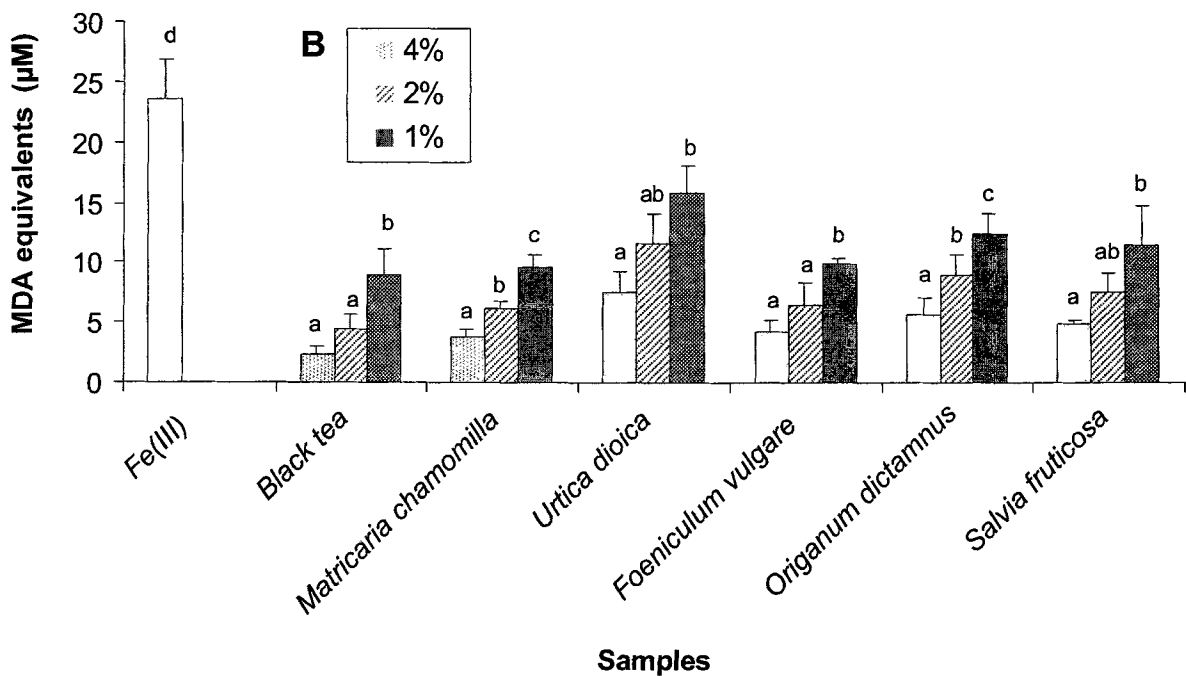 30
25
20
15
10
5
0
MDA equivalents (µM)
B
4%
2%
1%
d
a
a
b
a
b
c
a
ab
b
a
a
b
a
b
c
a
ab
b
Fe(III)
Black tea
Matricaria chamomilla
Urtica dioica
Foeniculum vulgare
Origanum dictamnus
Salvia fruticosa
Samples